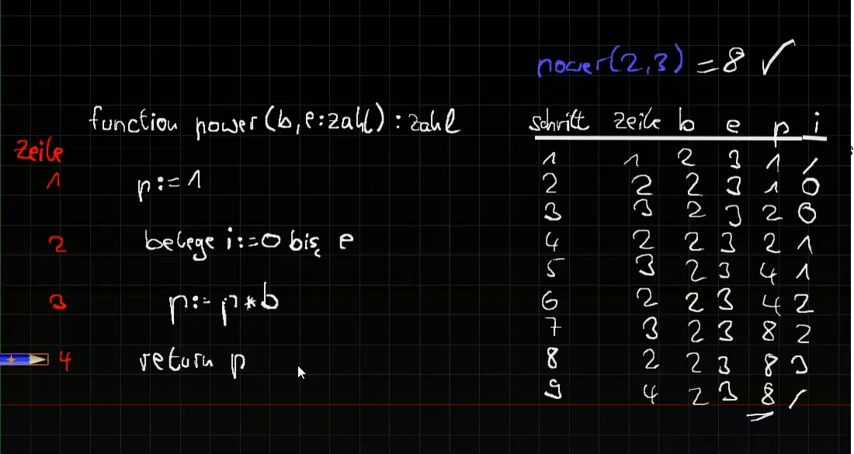 power(2,3) = 8 ✓
function power(b, e:zahl) : zahl
Zeile
1 p := 1
2 belege i:=0 bis e
3 p := p * b
4 return p
schritt zeile b e p i
1 1 2 3 1 /
2 2 2 3 1 0
3 3 2 3 2 0
4 2 2 3 2 1
5 3 2 3 4 1
6 2 2 3 4 2
7 3 2 3 8 2
8 2 2 3 8 3
9 4 2 3 8 /